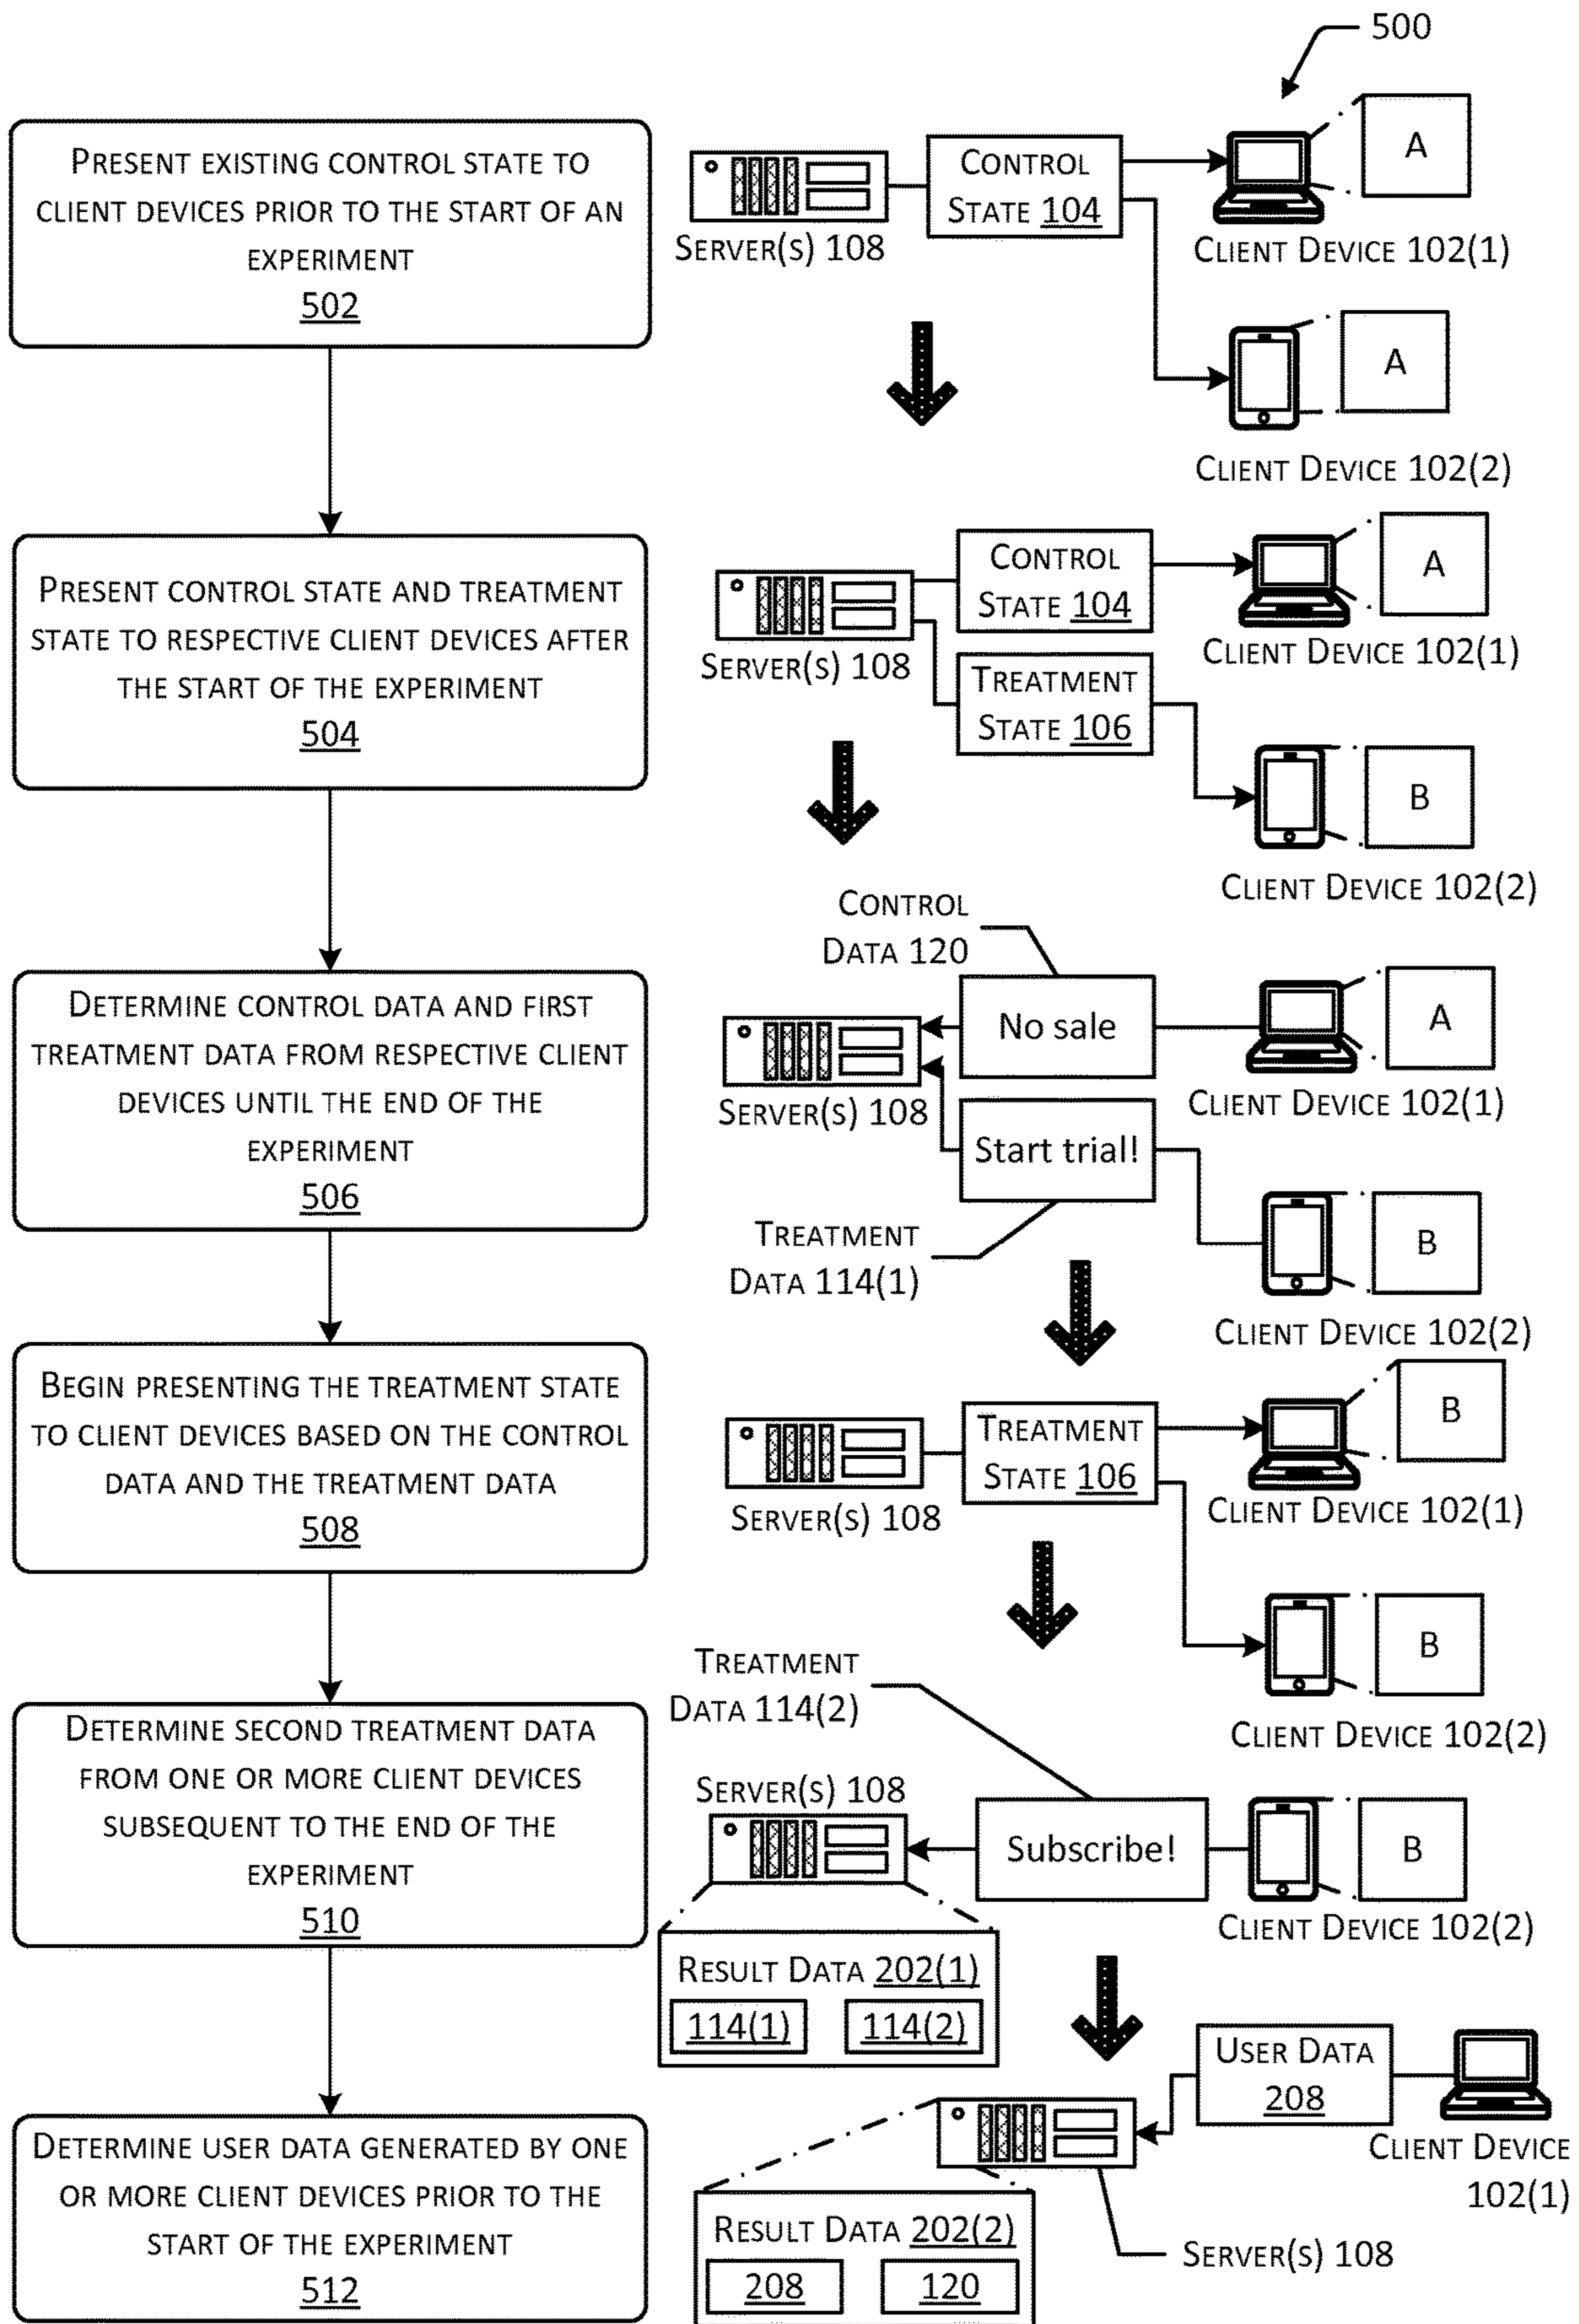 500
PRESENT EXISTING CONTROL STATE TO
CLIENT DEVICES PRIOR TO THE START OF AN
EXPERIMENT
502
SERVER(S) 108
CONTROL
STATE 104
A
CLIENT DEVICE 102(1)
A
CLIENT DEVICE 102(2)
PRESENT CONTROL STATE AND TREATMENT
STATE TO RESPECTIVE CLIENT DEVICES AFTER
THE START OF THE EXPERIMENT
504
SERVER(S) 108
CONTROL
STATE 104
TREATMENT
STATE 106
A
CLIENT DEVICE 102(1)
B
CLIENT DEVICE 102(2)
DETERMINE CONTROL DATA AND FIRST
TREATMENT DATA FROM RESPECTIVE CLIENT
DEVICES UNTIL THE END OF THE
EXPERIMENT
506
CONTROL
DATA 120
No sale
SERVER(S) 108
Start trial!
TREATMENT
DATA 114(1)
A
CLIENT DEVICE 102(1)
B
CLIENT DEVICE 102(2)
BEGIN PRESENTING THE TREATMENT STATE
TO CLIENT DEVICES BASED ON THE CONTROL
DATA AND THE TREATMENT DATA
508
SERVER(S) 108
TREATMENT
STATE 106
B
CLIENT DEVICE 102(1)
B
CLIENT DEVICE 102(2)
DETERMINE SECOND TREATMENT DATA
FROM ONE OR MORE CLIENT DEVICES
SUBSEQUENT TO THE END OF THE
EXPERIMENT
510
TREATMENT
DATA 114(2)
SERVER(S) 108
Subscribe!
B
CLIENT DEVICE 102(2)
RESULT DATA 202(1)
114(1)
114(2)
DETERMINE USER DATA GENERATED BY ONE
OR MORE CLIENT DEVICES PRIOR TO THE
START OF THE EXPERIMENT
512
USER DATA
208
CLIENT DEVICE
102(1)
SERVER(S) 108
RESULT DATA 202(2)
208
120